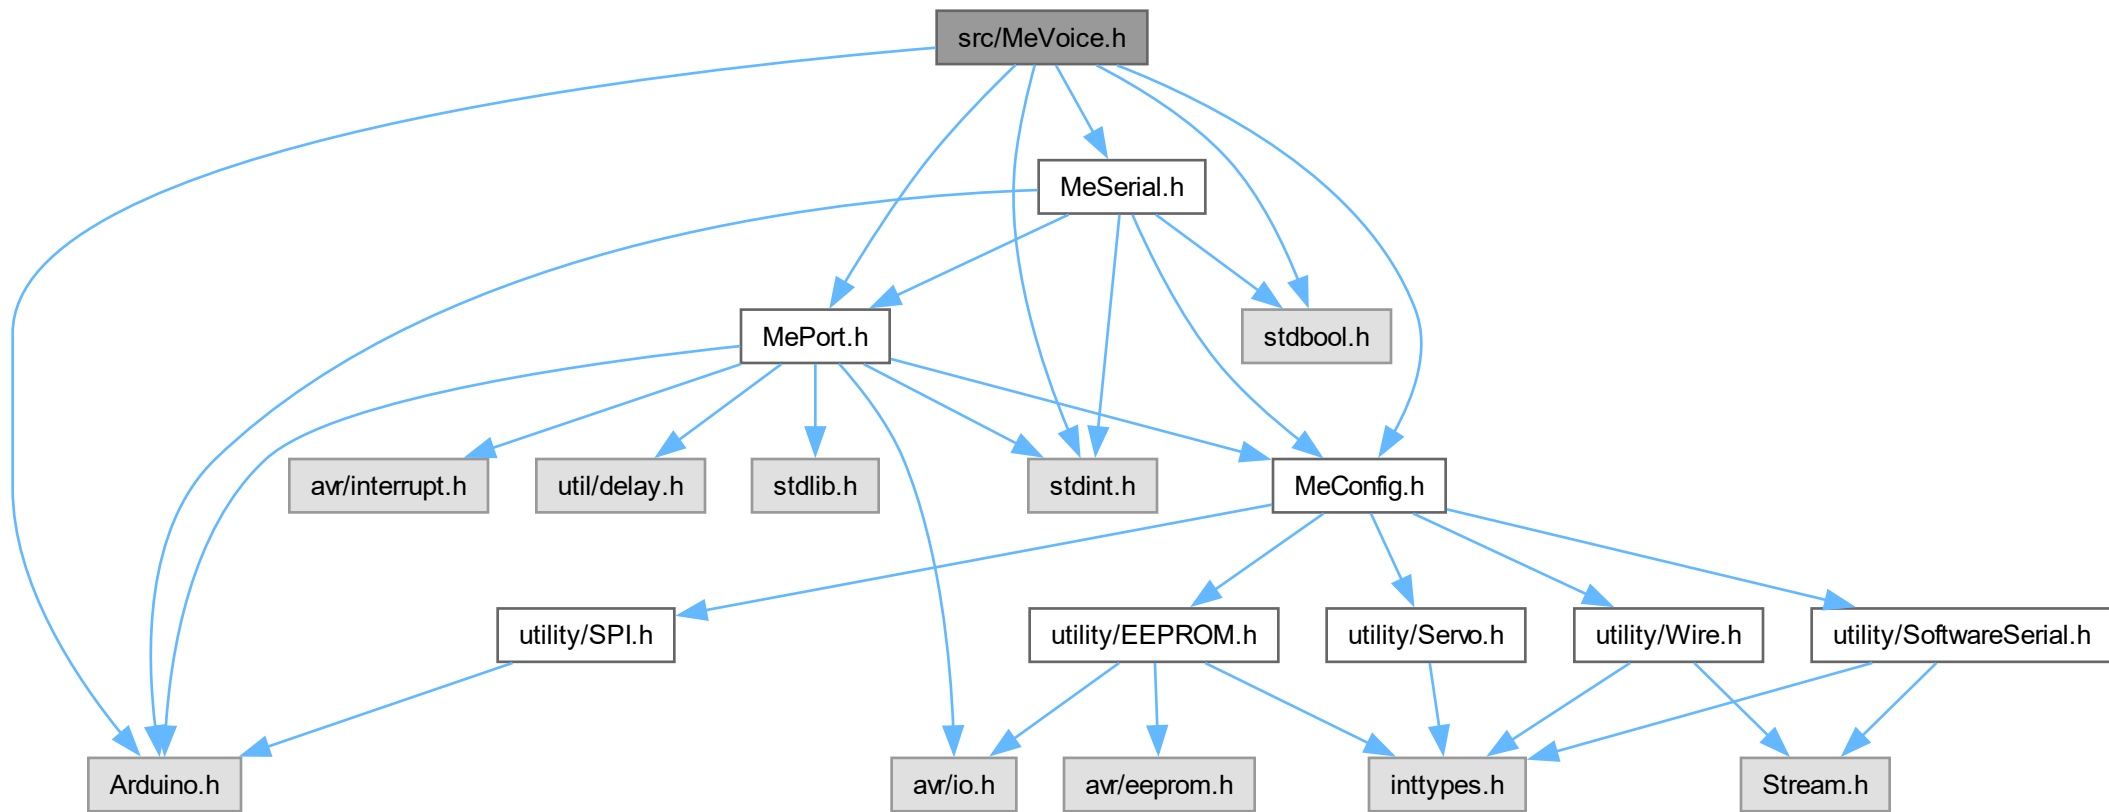 src/MeVoice.h
MeSerial.h
MePort.h
stdbool.h
avr/interrupt.h
util/delay.h
stdlib.h
stdint.h
MeConfig.h
utility/SPI.h
utility/EEPROM.h
utility/Servo.h
utility/Wire.h
utility/SoftwareSerial.h
Arduino.h
avr/io.h
avr/eeprom.h
inttypes.h
Stream.h